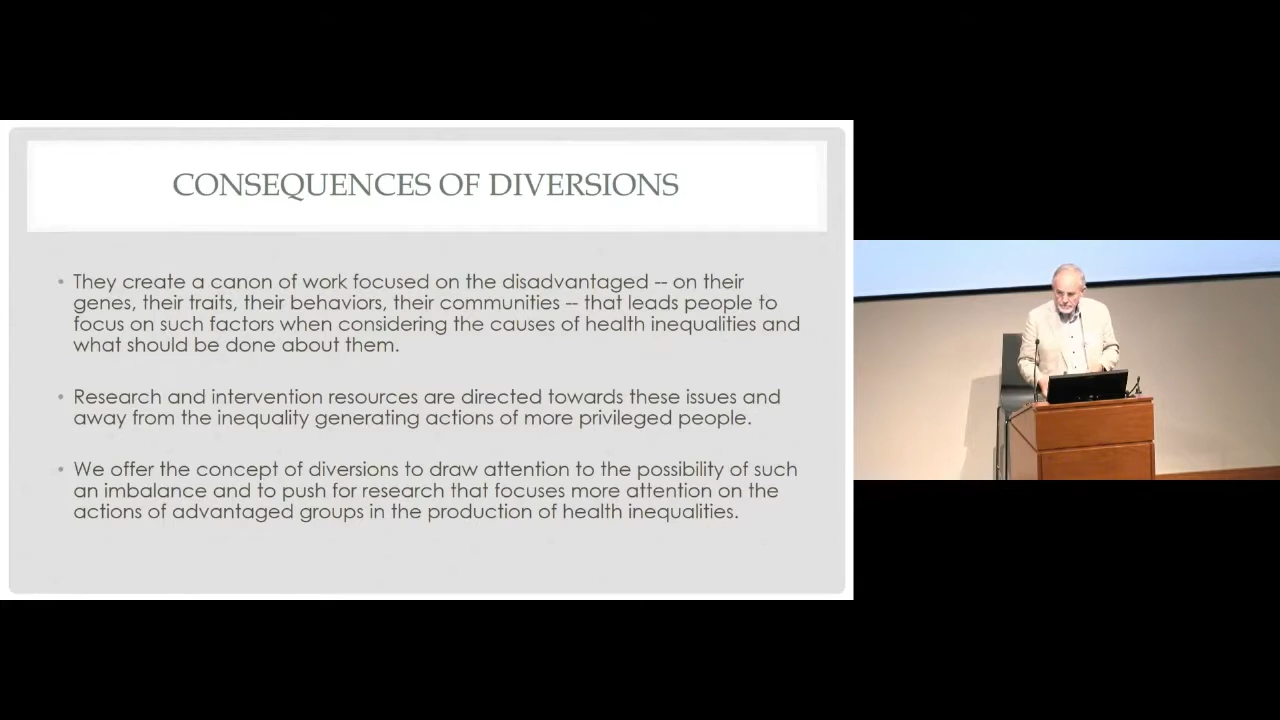 CONSEQUENCES OF DIVERSIONS
• They create a canon of work focused on the disadvantaged -- on their
genes, their traits, their behaviors, their communities -- that leads people to
focus on such factors when considering the causes of health inequalities and
what should be done about them.
• Research and intervention resources are directed towards these issues and
away from the inequality generating actions of more privileged people.
• We offer the concept of diversions to draw attention to the possibility of such
an imbalance and to push for research that focuses more attention on the
actions of advantaged groups in the production of health inequalities.